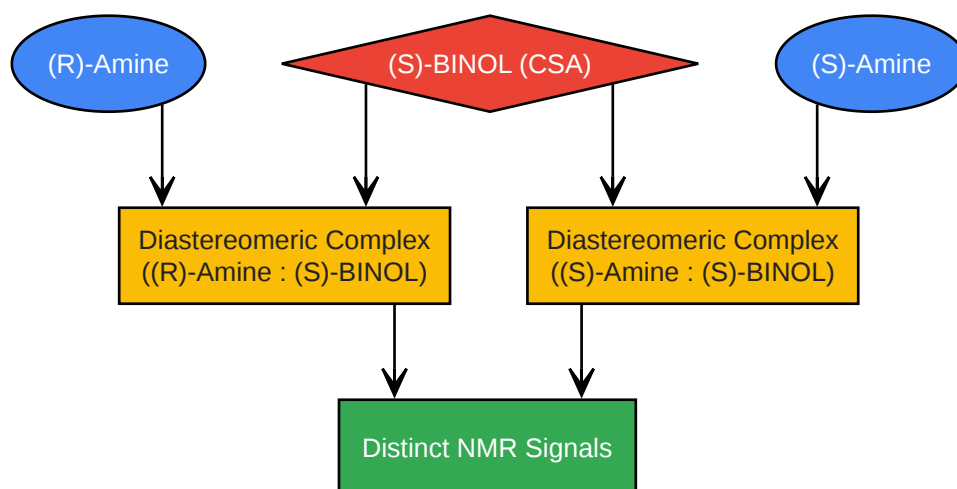 (R)-Amine
(S)-BINOL (CSA)
(S)-Amine
Diastereomeric Complex
((R)-Amine : (S)-BINOL)
Diastereomeric Complex
((S)-Amine : (S)-BINOL)
Distinct NMR Signals